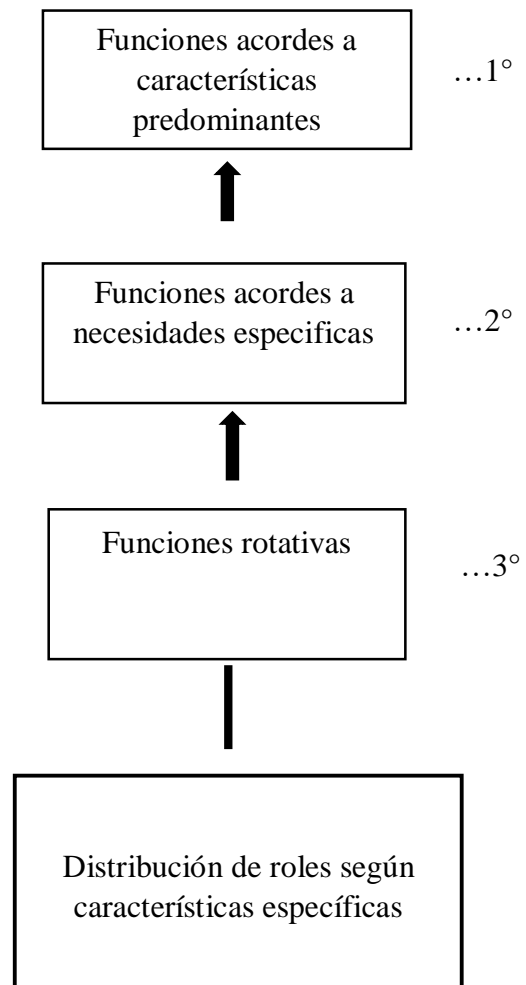 Funciones acordes a
características
predominantes
…1°
Funciones acordes a
necesidades especificas
…2°
Funciones rotativas
…3°
Distribución de roles según
características específicas